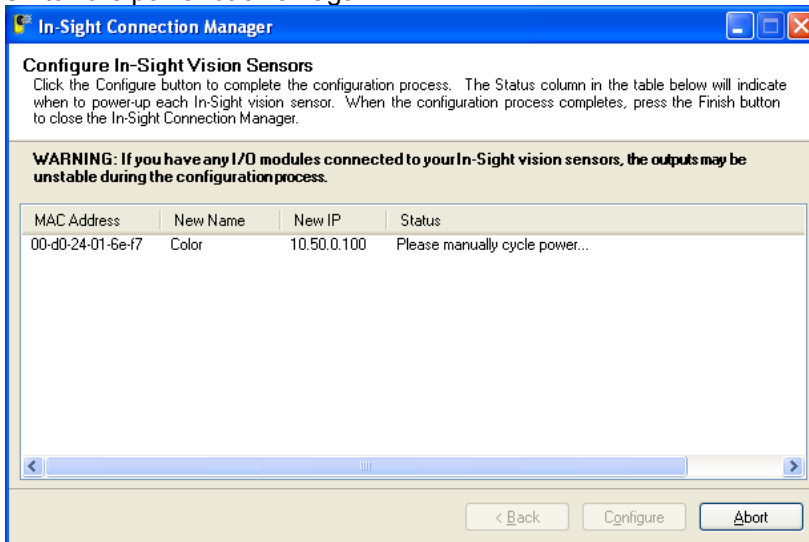 In-Sight Connection Manager
Configure In-Sight Vision Sensors
Click the Configure button to complete the configuration process. The Status column in the table below will indicate
when to power-up each In-Sight vision sensor. When the configuration process completes, press the Finish button
to close the In-Sight Connection Manager.
WARNING: If you have any I/O modules connected to your In-Sight vision sensors, the outputs may be
unstable during the configuration process.
MAC Address New Name New IP Status
00-d0-24-01-6e-f7 Color 10.50.0.100 Please manually cycle power...
< Back Configure Abort